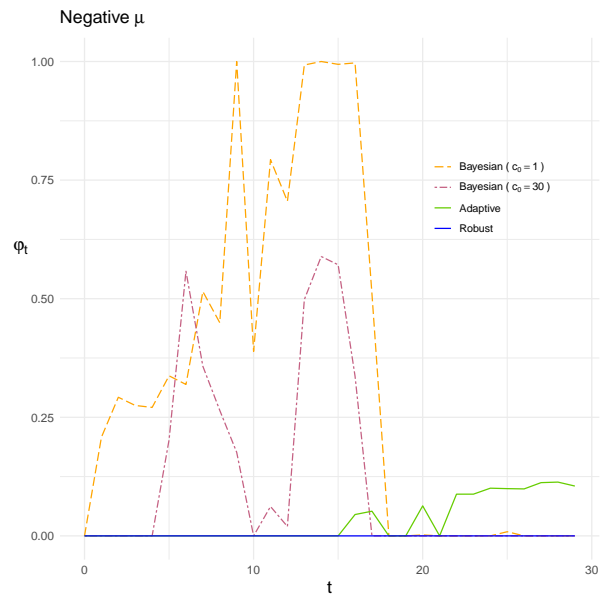 Negative μ
1.00
0.75
0.50
0.25
0.00
φt
Bayesian ( c₀ = 1 )
Bayesian ( c₀ = 30 )
Adaptive
Robust
0 10 20 30
t